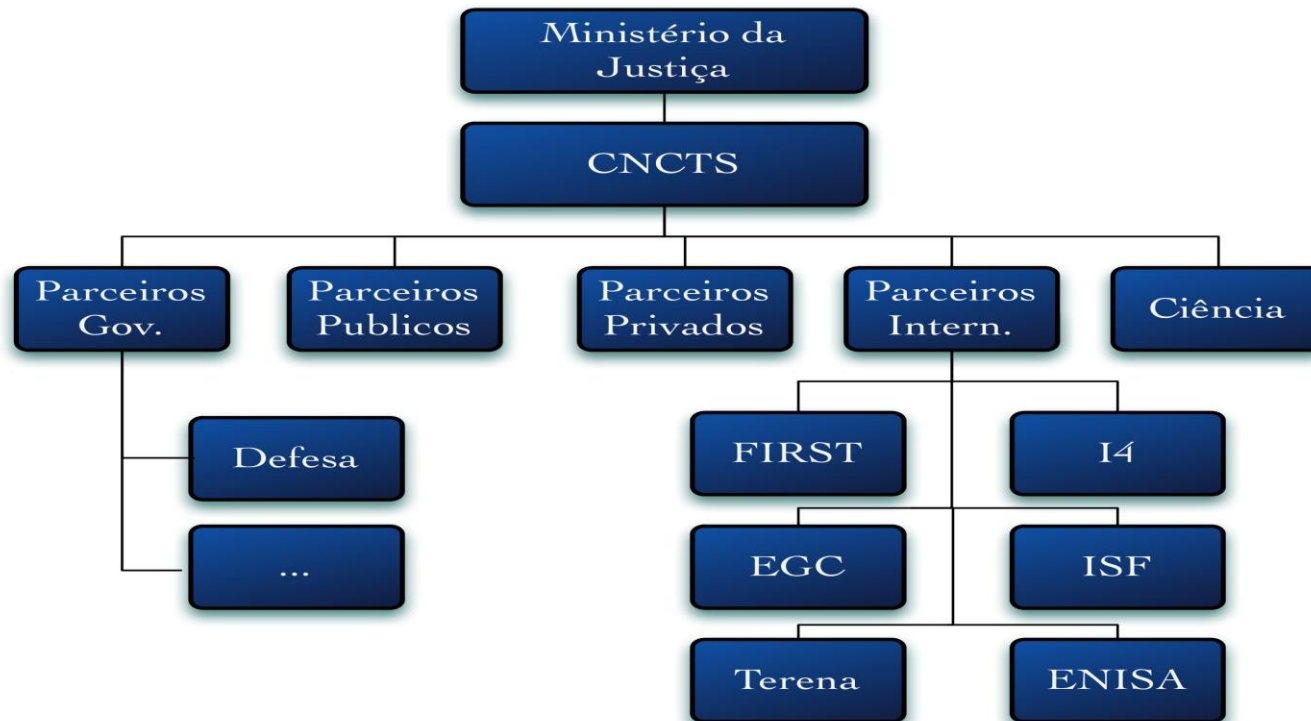 Ministério da
Justiça
CNCTS
Parceiros
Gov.
Parceiros
Publicos
Parceiros
Privados
Parceiros
Intern.
Ciência
Defesa
...
FIRST
I4
EGC
ISF
Terena
ENISA